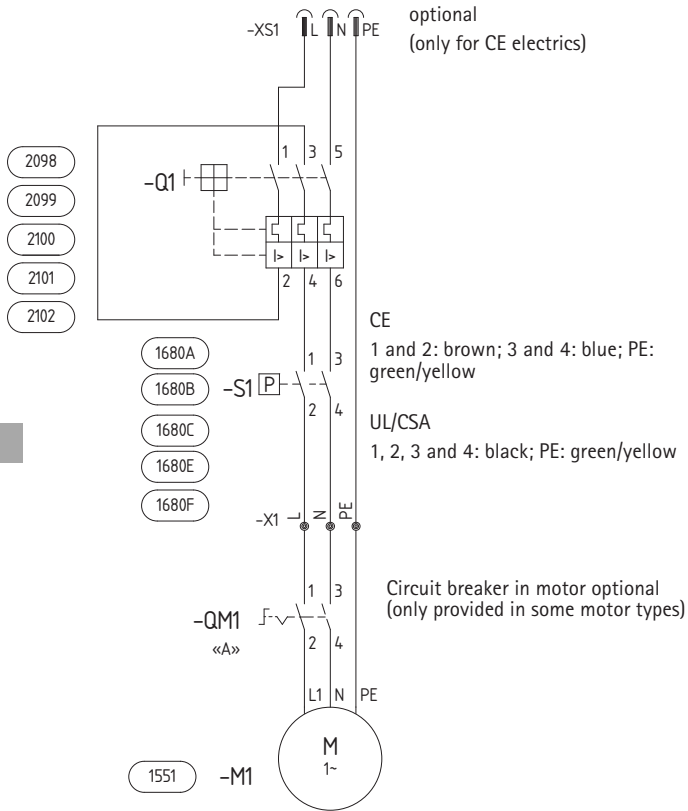 optional
-XS1 L N PE
(only for CE electrics)
1 3 5
2098
-Q1
2099
2100
I> I> I>
2101
2 4 6
2102
CE
1 and 2: brown; 3 and 4: blue; PE:
green/yellow
1680A
1 3
1680B
-S1 P
2 4
UL/CSA
1680C
1, 2, 3 and 4: black; PE: green/yellow
1680E
1680F
-X1 L N PE
Circuit breaker in motor optional
(only provided in some motor types)
1 3
-QM1
«A»
2 4
L1 N PE
M
1~
1551 -M1